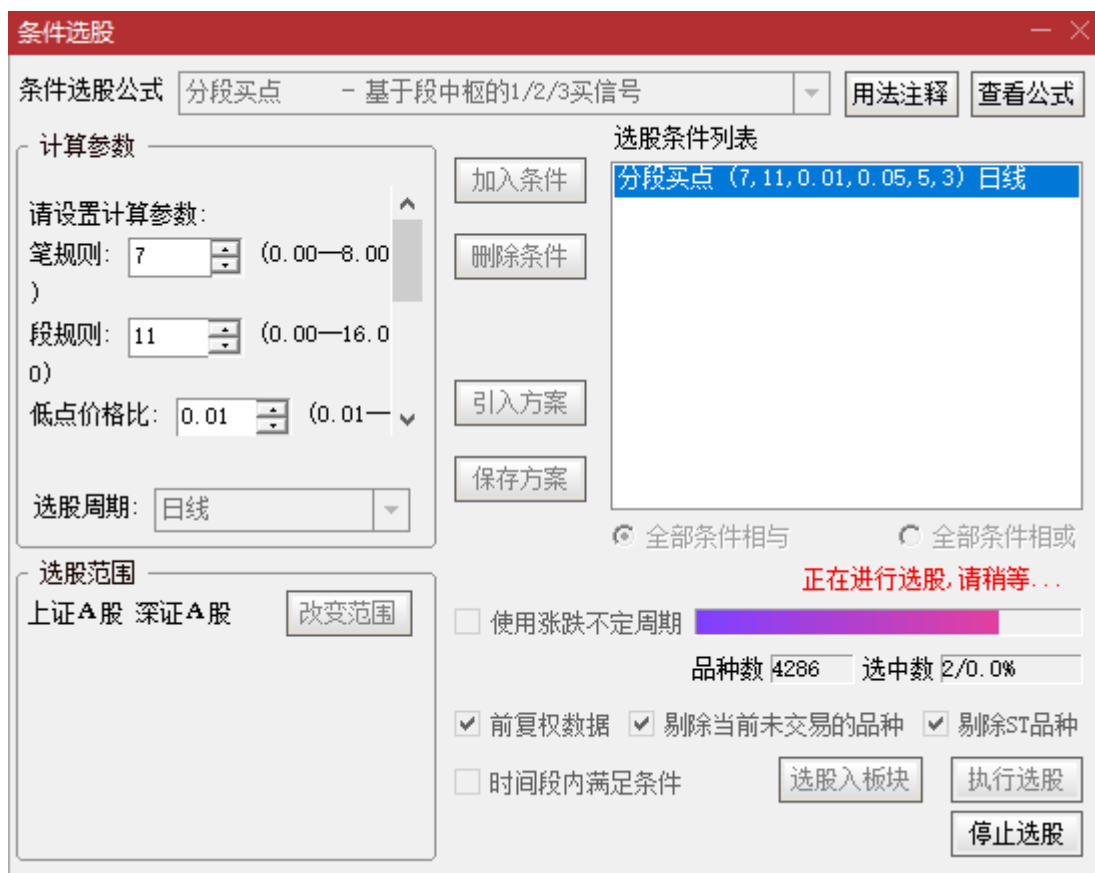 条件选股
条件选股公式 分段买点 - 基于段中枢的1/2/3买信号 用法注释 查看公式
计算参数
请设置计算参数:
笔规则: 7 (0.00—8.00
)
段规则: 11 (0.00—16.0
0)
低点价格比: 0.01 (0.01—
选股周期: 日线
加入条件
删除条件
引入方案
保存方案
选股条件列表
分段买点 (7,11,0.01,0.05,5,3) 日线
全部条件相与 全部条件相或
选股范围
上证A股 深证A股 改变范围
正在进行选股,请稍等...
使用涨跌不定周期
品种数 4286 选中数 2/0.0%
前复权数据 剔除当前未交易的品种 剔除ST品种
时间段内满足条件 选股入板块 执行选股
停止选股